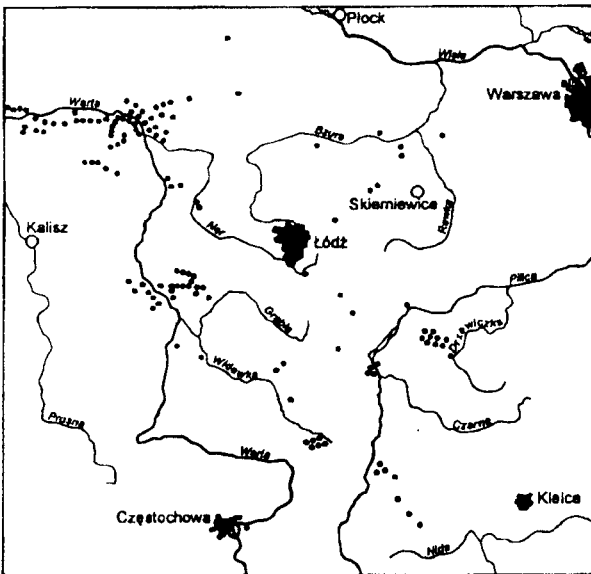 Płock
Wisła
Warszawa
Warta
Bzura
Skierniewice
Rawka
Kalisz
Ner
Łódź
Pilica
Grabia
Drzewiczka
Widawka
Prosna
Czarna
Warta
Częstochowa
Kielce
Nida